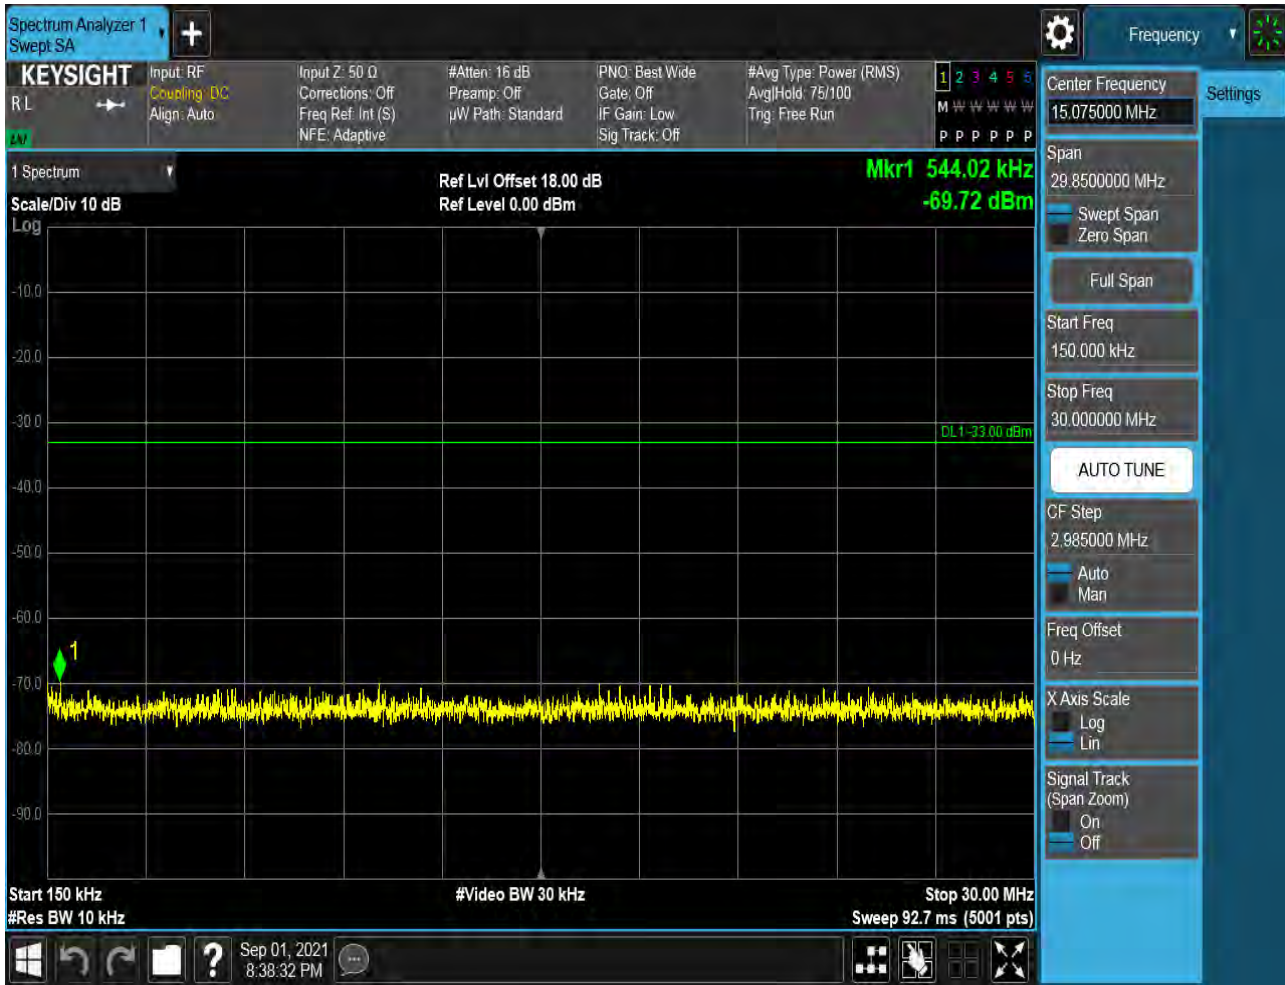 Spectrum Analyzer 1
Swept SA
Frequency
KEYSIGHT
R L
Input: RF
Coupling: DC
Align: Auto
Input Z: 50 Ω
Corrections: Off
Freq Ref: Int (S)
NFE: Adaptive
#Atten: 16 dB
Preamp: Off
µW Path: Standard
PNO: Best Wide
Gate: Off
IF Gain: Low
Sig Track: Off
#Avg Type: Power (RMS)
Avg|Hold: 75/100
Trig: Free Run
1 2 3 4 5 6
M W W W W W
P P P P P P
1 Spectrum
Scale/Div 10 dB
Log
Ref Lvl Offset 18.00 dB
Ref Level 0.00 dBm
Mkr1 544.02 kHz
-69.72 dBm
-10.0
-20.0
-30.0
DL1 -33.00 dBm
-40.0
-50.0
-60.0
1
-70.0
-80.0
-90.0
Start 150 kHz
#Video BW 30 kHz
Stop 30.00 MHz
#Res BW 10 kHz
Sweep 92.7 ms (5001 pts)
Sep 01, 2021
8:38:32 PM
Settings
Center Frequency
15.075000 MHz
Span
29.8500000 MHz
Swept Span
Zero Span
Full Span
Start Freq
150.000 kHz
Stop Freq
30.000000 MHz
AUTO TUNE
CF Step
2.985000 MHz
Auto
Man
Freq Offset
0 Hz
X Axis Scale
Log
Lin
Signal Track
(Span Zoom)
On
Off